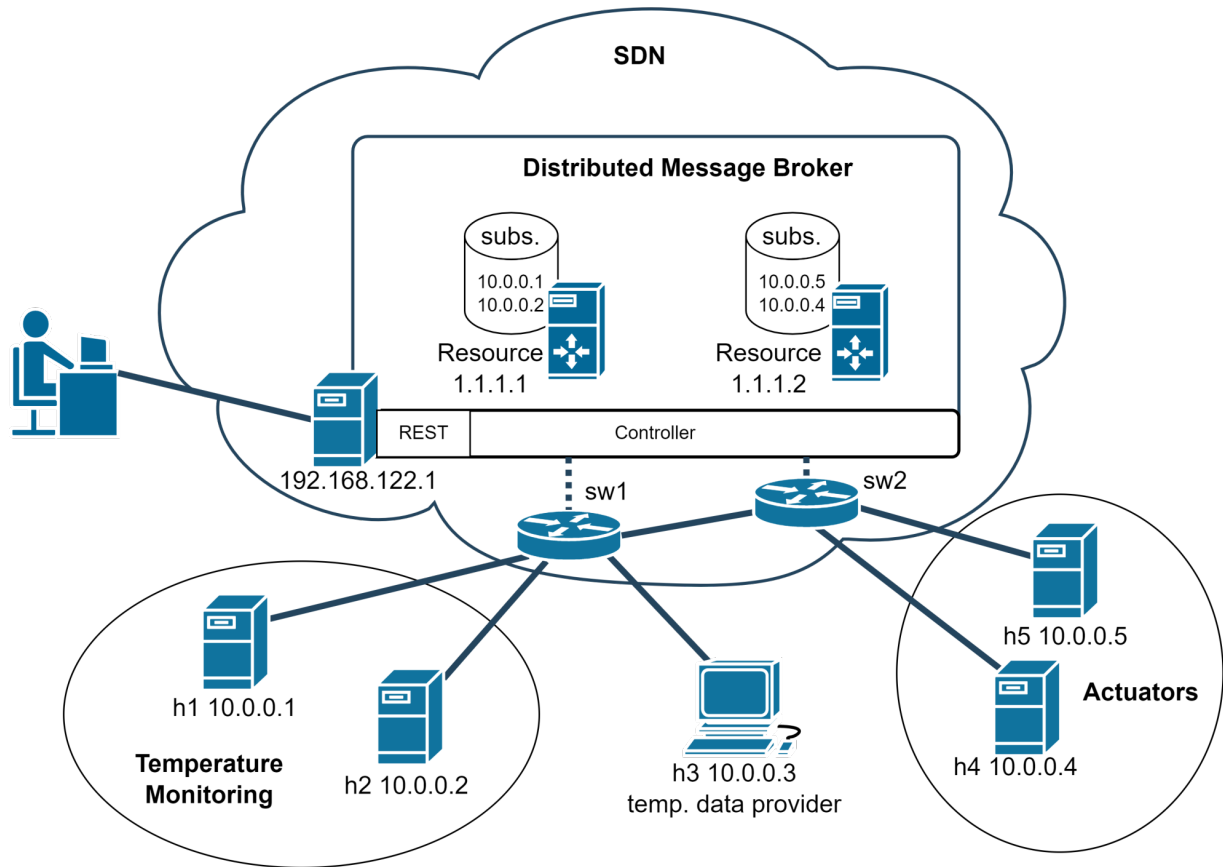 SDN
Distributed Message Broker
subs.
10.0.0.1
10.0.0.2
Resource
1.1.1.1
subs.
10.0.0.5
10.0.0.4
Resource
1.1.1.2
REST
Controller
192.168.122.1
sw1
sw2
h1 10.0.0.1
Temperature
Monitoring
h2 10.0.0.2
h3 10.0.0.3
temp. data provider
h5 10.0.0.5
Actuators
h4 10.0.0.4